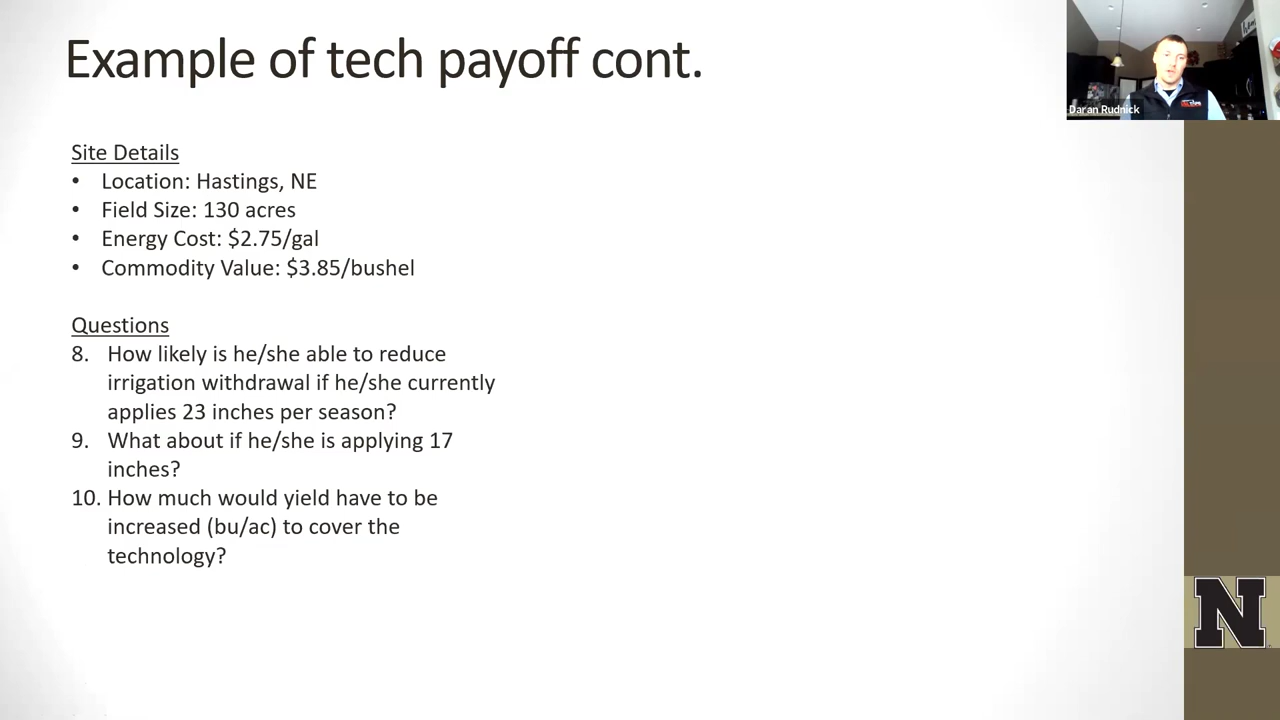 Example of tech payoff cont.
Daran Rudnick
Site Details
• Location: Hastings, NE
• Field Size: 130 acres
• Energy Cost: $2.75/gal
• Commodity Value: $3.85/bushel
Questions
8. How likely is he/she able to reduce
irrigation withdrawal if he/she currently
applies 23 inches per season?
9. What about if he/she is applying 17
inches?
10. How much would yield have to be
increased (bu/ac) to cover the
technology?
N